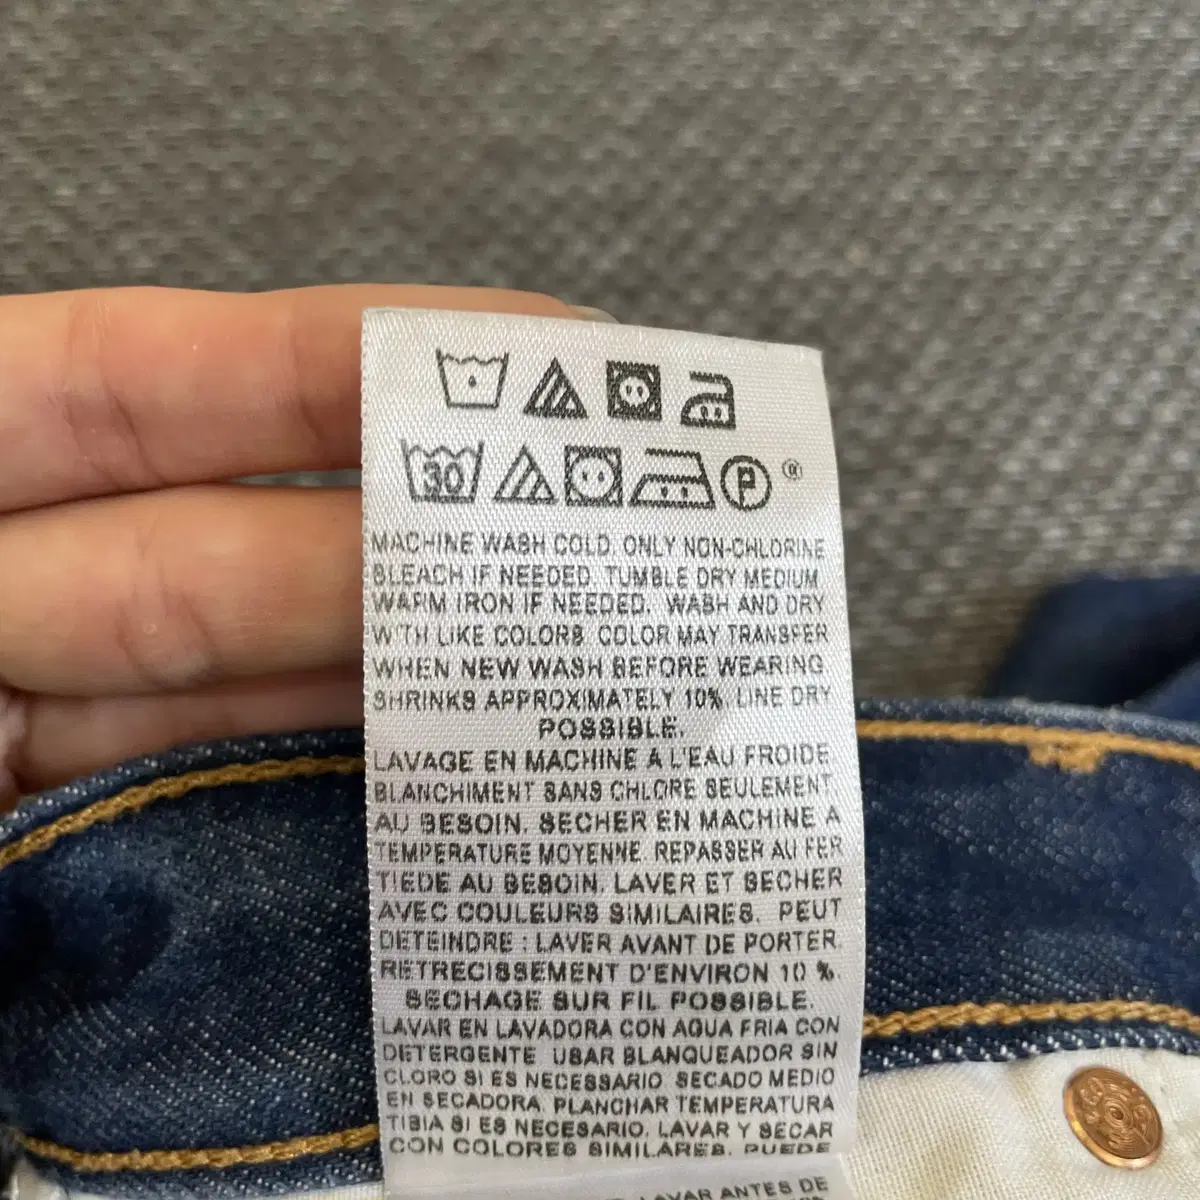 30
P ®
MACHINE WASH COLD. ONLY NON-CHLORINE
BLEACH IF NEEDED. TUMBLE DRY MEDIUM.
WARM IRON IF NEEDED. WASH AND DRY
WITH LIKE COLORS. COLOR MAY TRANSFER
WHEN NEW WASH BEFORE WEARING.
SHRINKS APPROXIMATELY 10%. LINE DRY
POSSIBLE.
LAVAGE EN MACHINE A L'EAU FROIDE.
BLANCHIMENT SANS CHLORE SEULEMENT.
AU BESOIN. SECHER EN MACHINE A
TEMPERATURE MOYENNE. REPASSER AU FER
TIEDE AU BESOIN. LAVER ET SECHER
AVEC COULEURS SIMILAIRES. PEUT
DETEINDRE : LAVER AVANT DE PORTER.
RETRECISSEMENT D'ENVIRON 10 %.
SECHAGE SUR FIL POSSIBLE.
LAVAR EN LAVADORA CON AGUA FRIA CON
DETERGENTE USAR BLANQUEADOR SIN
CLORO SI ES NECESSARIO. SECADO MEDIO
EN SECADORA. PLANCHAR TEMPERATURA
TIBIA SI ES NECESARIO. LAVAR Y SECAR
CON COLORES SIMILARES. PUEDE
LAVAR ANTES DE